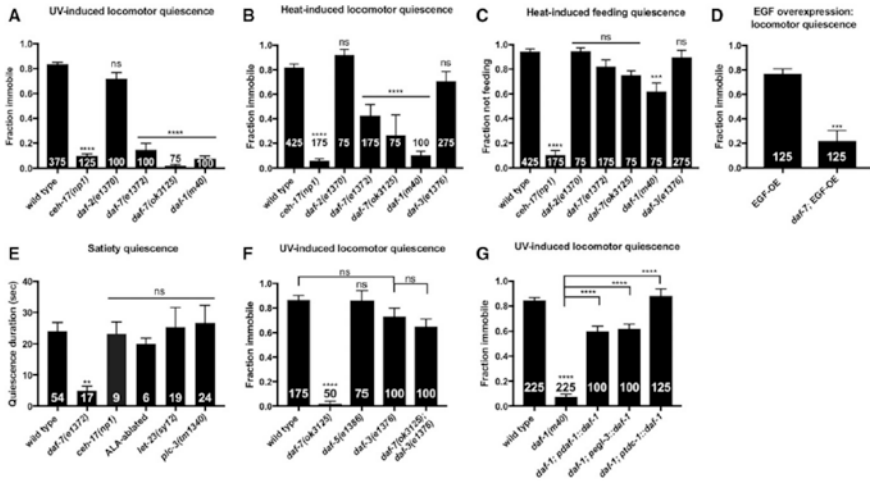 A
UV-induced locomotor quiescence
Fraction immobile
1.0
0.8
0.6
0.4
0.2
0.0
ns
****
****
375
125
100
100
75
100
wild type
ceh-17(np1)
daf-2(e1370)
daf-7(e1372)
daf-7(ok3125)
daf-1(m40)
B
Heat-induced locomotor quiescence
Fraction immobile
1.0
0.8
0.6
0.4
0.2
0.0
ns
ns
****
****
425
175
75
175
75
100
275
wild type
ceh-17(np1)
daf-2(e1370)
daf-7(e1372)
daf-7(ok3125)
daf-1(m40)
daf-3(e1376)
C
Heat-induced feeding quiescence
Fraction not feeding
1.0
0.8
0.6
0.4
0.2
0.0
ns
ns
***
****
425
175
75
175
75
75
275
wild type
ceh-17(np1)
daf-2(e1370)
daf-7(e1372)
daf-7(ok3125)
daf-1(m40)
daf-3(e1376)
D
EGF overexpression:
locomotor quiescence
Fraction immobile
1.0
0.8
0.6
0.4
0.2
0.0
***
125
125
EGF-OE
daf-7; EGF-OE
E
Satiety quiescence
Quiescence duration (sec)
40
30
20
10
0
ns
**
54
17
9
6
19
24
wild type
daf-7(e1372)
ceh-17(np1)
ALA-ablated
let-23(sy12)
plc-3(tm1340)
F
UV-induced locomotor quiescence
Fraction immobile
1.0
0.8
0.6
0.4
0.2
0.0
ns
ns
ns
****
175
50
75
100
100
wild type
daf-7(ok3125)
daf-5(e1386)
daf-3(e1376)
daf-7(ok3125);
daf-3(e1376)
G
UV-induced locomotor quiescence
Fraction immobile
1.0
0.8
0.6
0.4
0.2
0.0
****
****
****
****
225
225
100
100
125
wild type
daf-1(m40)
daf-1; pdaf-1::daf-1
daf-1; pegl-3::daf-1
daf-1; ptdc-1::daf-1